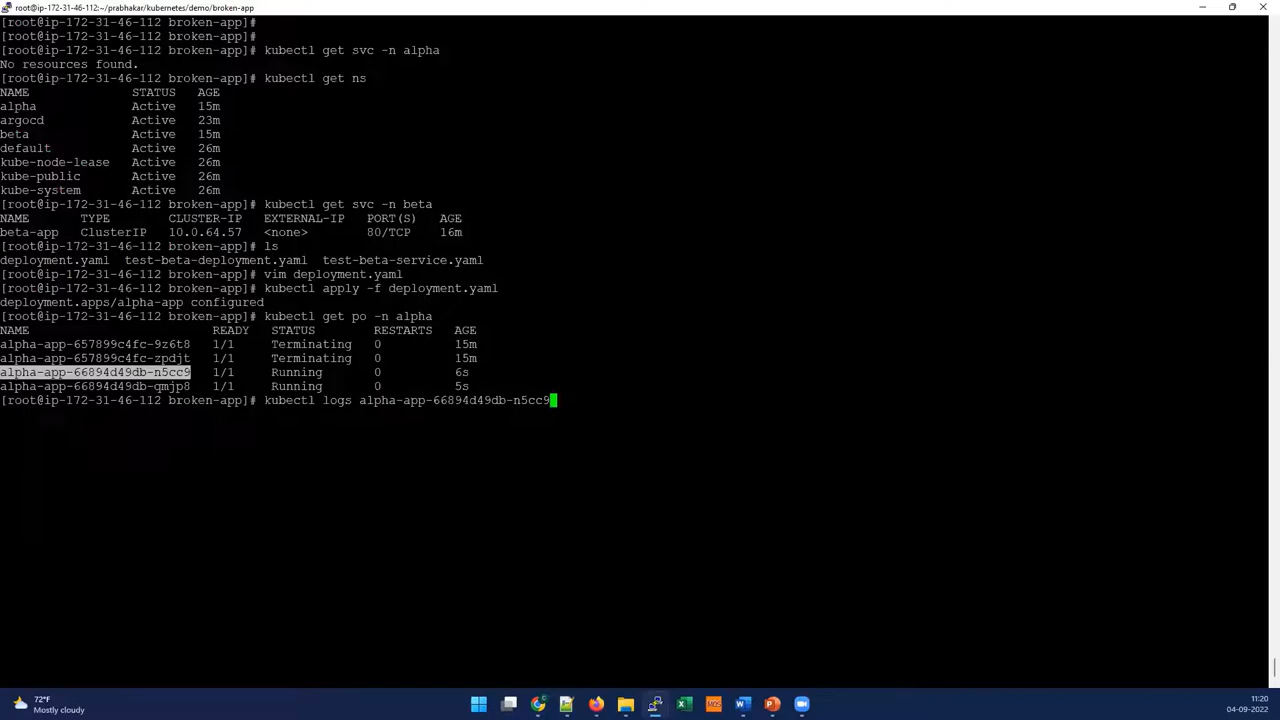 root@ip-172-31-46-112:~/prabhakar/kubernetes/demo/broken-app
[root@ip-172-31-46-112 broken-app]#
[root@ip-172-31-46-112 broken-app]#
[root@ip-172-31-46-112 broken-app]# kubectl get svc -n alpha
No resources found.
[root@ip-172-31-46-112 broken-app]# kubectl get ns
NAME STATUS AGE
alpha Active 15m
argocd Active 23m
beta Active 15m
default Active 26m
kube-node-lease Active 26m
kube-public Active 26m
kube-system Active 26m
[root@ip-172-31-46-112 broken-app]# kubectl get svc -n beta
NAME TYPE CLUSTER-IP EXTERNAL-IP PORT(S) AGE
beta-app ClusterIP 10.0.64.57 <none> 80/TCP 16m
[root@ip-172-31-46-112 broken-app]# ls
deployment.yaml test-beta-deployment.yaml test-beta-service.yaml
[root@ip-172-31-46-112 broken-app]# vim deployment.yaml
[root@ip-172-31-46-112 broken-app]# kubectl apply -f deployment.yaml
deployment.apps/alpha-app configured
[root@ip-172-31-46-112 broken-app]# kubectl get po -n alpha
NAME READY STATUS RESTARTS AGE
alpha-app-657899c4fc-9z6t8 1/1 Terminating 0 15m
alpha-app-657899c4fc-zpdjt 1/1 Terminating 0 15m
alpha-app-66894d49db-n5cc9 1/1 Running 0 6s
alpha-app-66894d49db-qmjp8 1/1 Running 0 5s
[root@ip-172-31-46-112 broken-app]# kubectl logs alpha-app-66894d49db-n5cc9
72°F
Mostly cloudy
11:20
04-09-2022